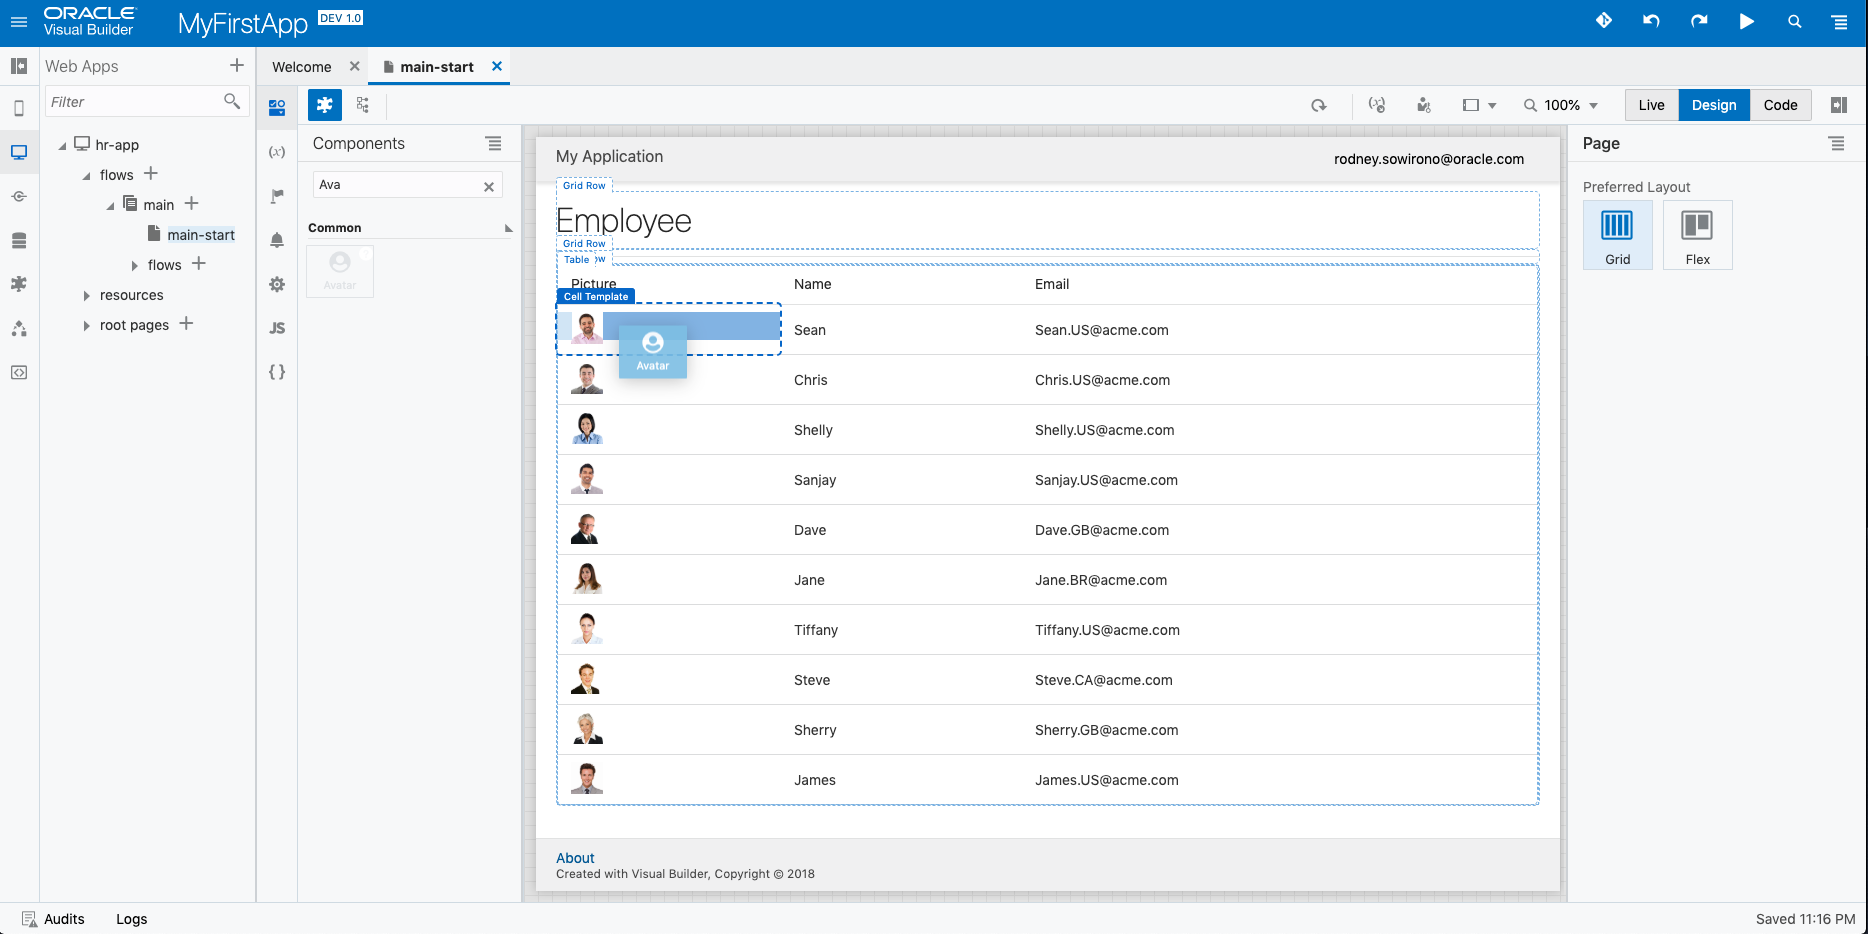 ORACLE
Visual Builder
MyFirstApp
DEV 1.0
Web Apps
Welcome
main-start
Filter
(x)
100%
Live
Design
Code
hr-app
flows
main
main-start
flows
resources
root pages
JS
{ }
Components
Ava
Common
Avatar
My Application
rodney.sowirono@oracle.com
Grid Row
Employee
Grid Row
Table
Picture
Name
Email
Cell Template
Avatar
Sean
Sean.US@acme.com
Chris
Chris.US@acme.com
Shelly
Shelly.US@acme.com
Sanjay
Sanjay.US@acme.com
Dave
Dave.GB@acme.com
Jane
Jane.BR@acme.com
Tiffany
Tiffany.US@acme.com
Steve
Steve.CA@acme.com
Sherry
Sherry.GB@acme.com
James
James.US@acme.com
About
Created with Visual Builder, Copyright © 2018
Page
Preferred Layout
Grid
Flex
Audits
Logs
Saved 11:16 PM